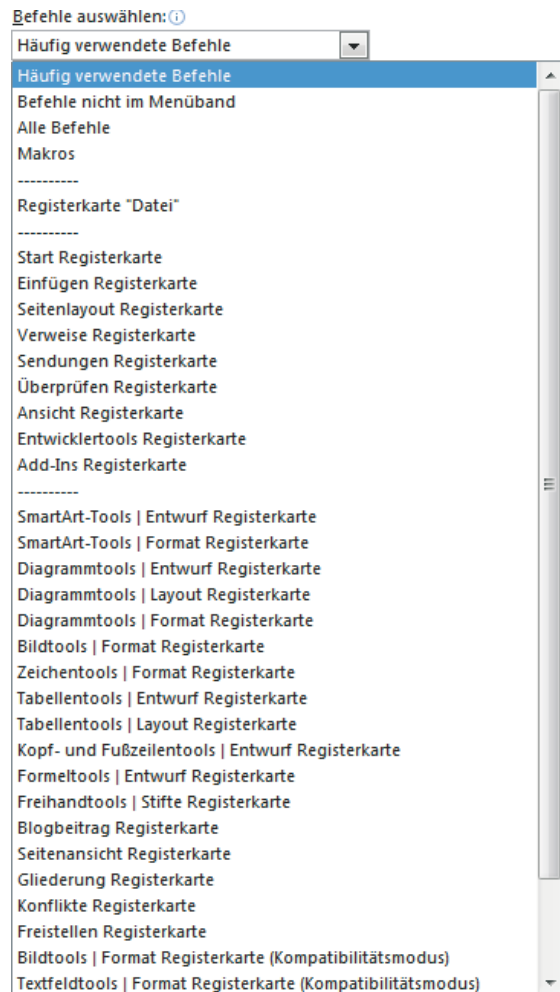 Befehle auswählen:
Häufig verwendete Befehle
Häufig verwendete Befehle
Befehle nicht im Menüband
Alle Befehle
Makros
----------
Registerkarte "Datei"
----------
Start Registerkarte
Einfügen Registerkarte
Seitenlayout Registerkarte
Verweise Registerkarte
Sendungen Registerkarte
Überprüfen Registerkarte
Ansicht Registerkarte
Entwicklertools Registerkarte
Add-Ins Registerkarte
----------
SmartArt-Tools | Entwurf Registerkarte
SmartArt-Tools | Format Registerkarte
Diagrammtools | Entwurf Registerkarte
Diagrammtools | Layout Registerkarte
Diagrammtools | Format Registerkarte
Bildtools | Format Registerkarte
Zeichentools | Format Registerkarte
Tabellentools | Entwurf Registerkarte
Tabellentools | Layout Registerkarte
Kopf- und Fußzeilentools | Entwurf Registerkarte
Formeltools | Entwurf Registerkarte
Freihandtools | Stifte Registerkarte
Blogbeitrag Registerkarte
Seitenansicht Registerkarte
Gliederung Registerkarte
Konflikte Registerkarte
Freistellen Registerkarte
Bildtools | Format Registerkarte (Kompatibilitätsmodus)
Textfeldtools | Format Registerkarte (Kompatibilitätsmodus)